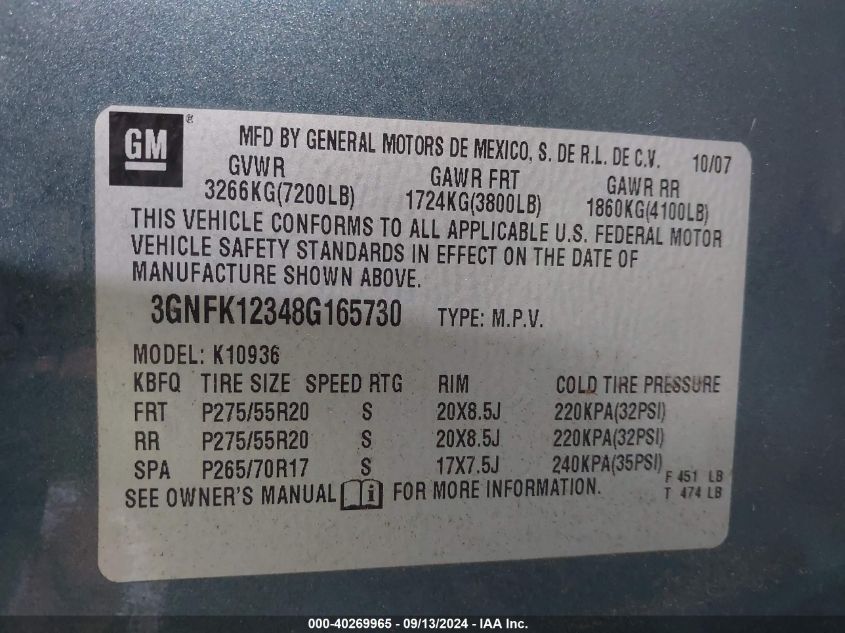 GM ®
MFD BY GENERAL MOTORS DE MEXICO, S. DE R.L. DE C.V. 10/07
GVWR GAWR FRT GAWR RR
3266KG(7200LB) 1724KG(3800LB) 1860KG(4100LB)
THIS VEHICLE CONFORMS TO ALL APPLICABLE U.S. FEDERAL MOTOR
VEHICLE SAFETY STANDARDS IN EFFECT ON THE DATE OF
MANUFACTURE SHOWN ABOVE.
3GNFK12348G165730 TYPE: M.P.V.
MODEL: K10936
KBFQ TIRE SIZE SPEED RTG RIM COLD TIRE PRESSURE
FRT P275/55R20 S 20X8.5J 220KPA(32PSI)
RR P275/55R20 S 20X8.5J 220KPA(32PSI)
SPA P265/70R17 S 17X7.5J 240KPA(35PSI)
F 451 LB
SEE OWNER'S MANUAL i FOR MORE INFORMATION. T 474 LB
000-40269965 - 09/13/2024 - IAA Inc.